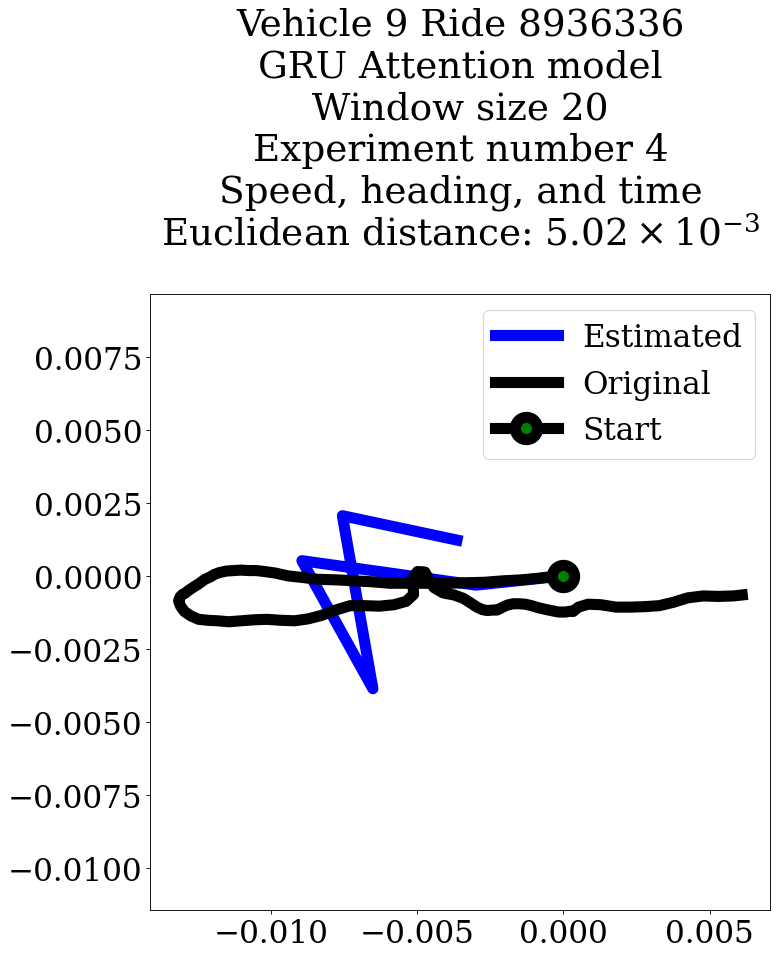 Vehicle 9 Ride 8936336
GRU Attention model
Window size 20
Experiment number 4
Speed, heading, and time
Euclidean distance: 5.02 × 10⁻³
Estimated
Original
Start
0.0075
0.0050
0.0025
0.0000
−0.0025
−0.0050
−0.0075
−0.0100
−0.010 −0.005 0.000 0.005